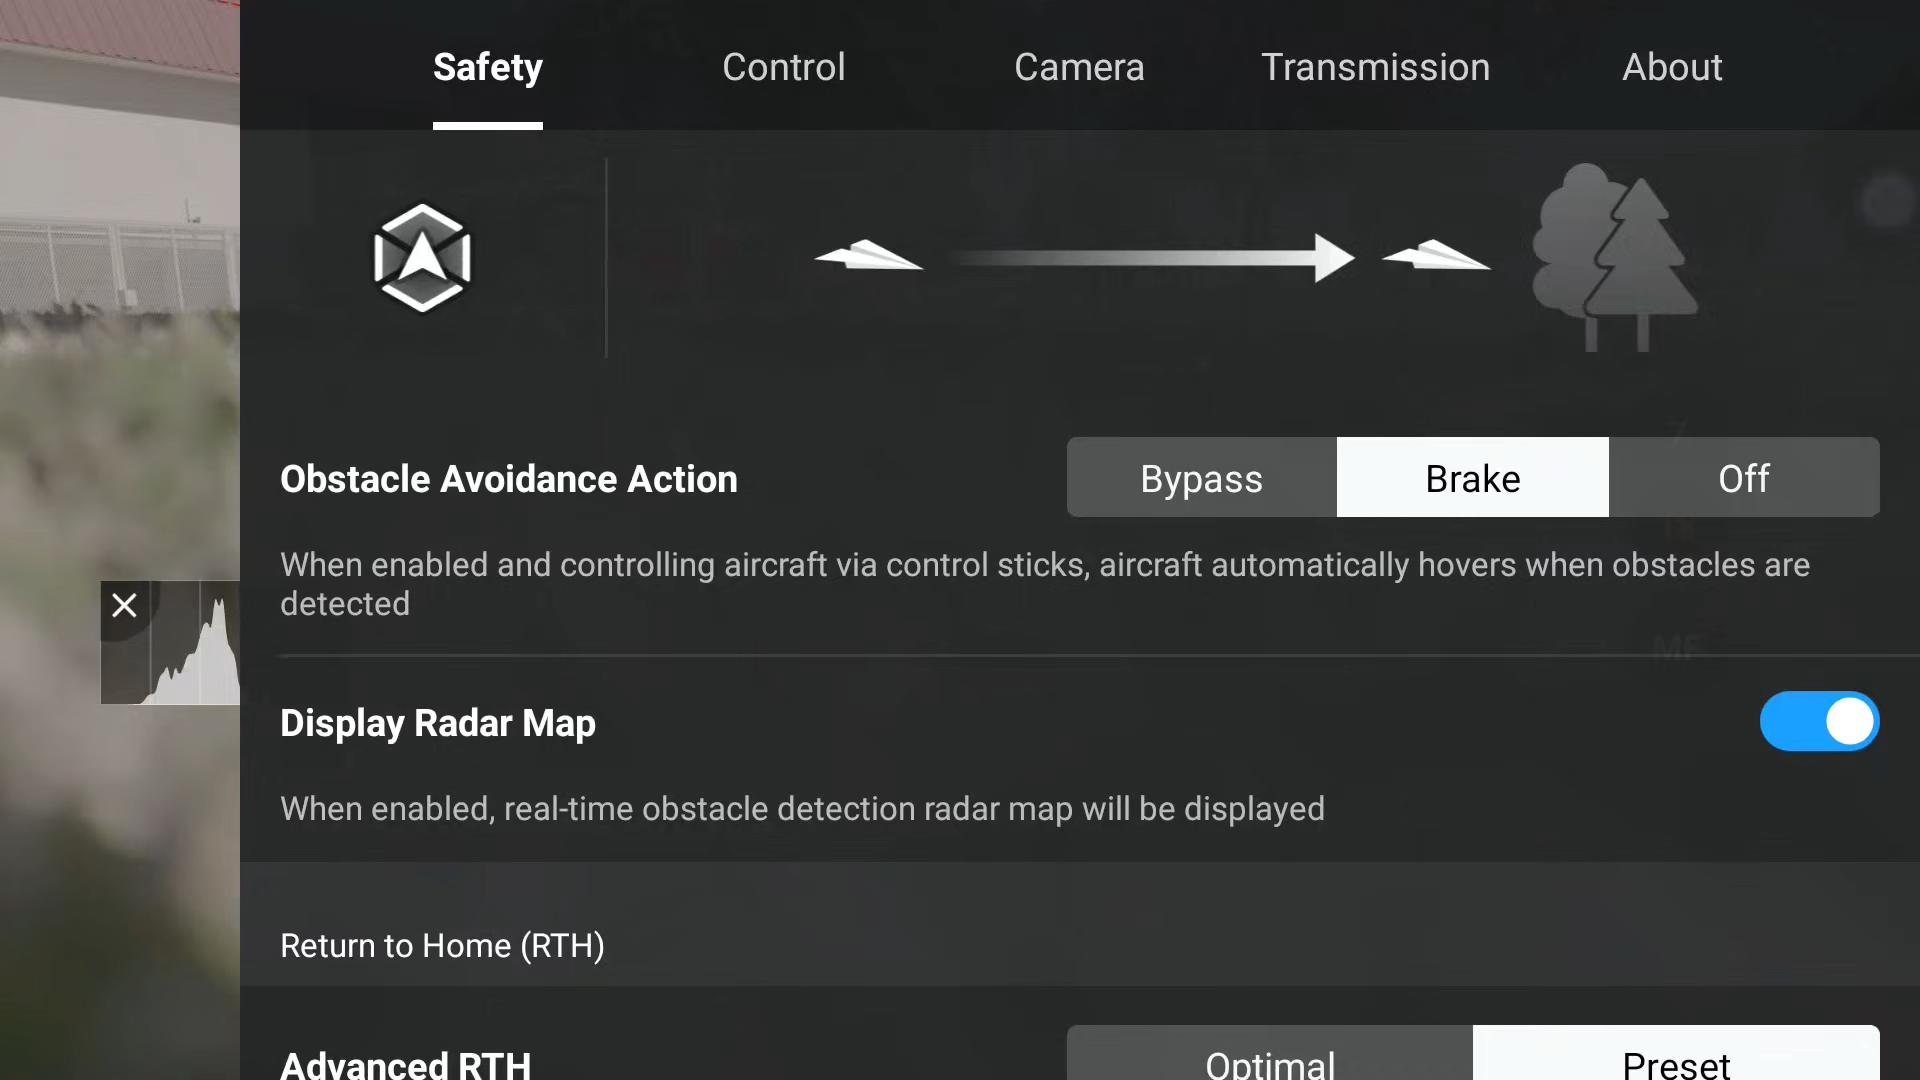 Safety Control Camera Transmission About
Obstacle Avoidance Action Bypass Brake Off
When enabled and controlling aircraft via control sticks, aircraft automatically hovers when obstacles are
detected
Display Radar Map
When enabled, real-time obstacle detection radar map will be displayed
Return to Home (RTH)
Advanced RTH Optimal Preset